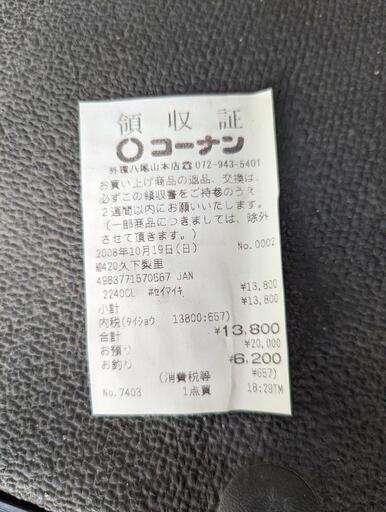 領収証
コーナン
外環八尾山本店☎072-943-5401
お買い上げ商品の返品、交換は、
必ずこの領収書をご持参のうえ
2週間以内にお願いいたします。
(一部商品につきましては、除外
させて頂きます。)
2008年10月19日(日) No.0002
420久下梨里
4983771570667 JAN
2240CL #セイマイキ ¥13,800
小計 ¥13,800
内税(タイショウ 13800:657)
合計 ¥13,800
お預り ¥20,000
お釣り ¥6,200
(消費税等 ¥657)
No.7403 1点買 18:29TM